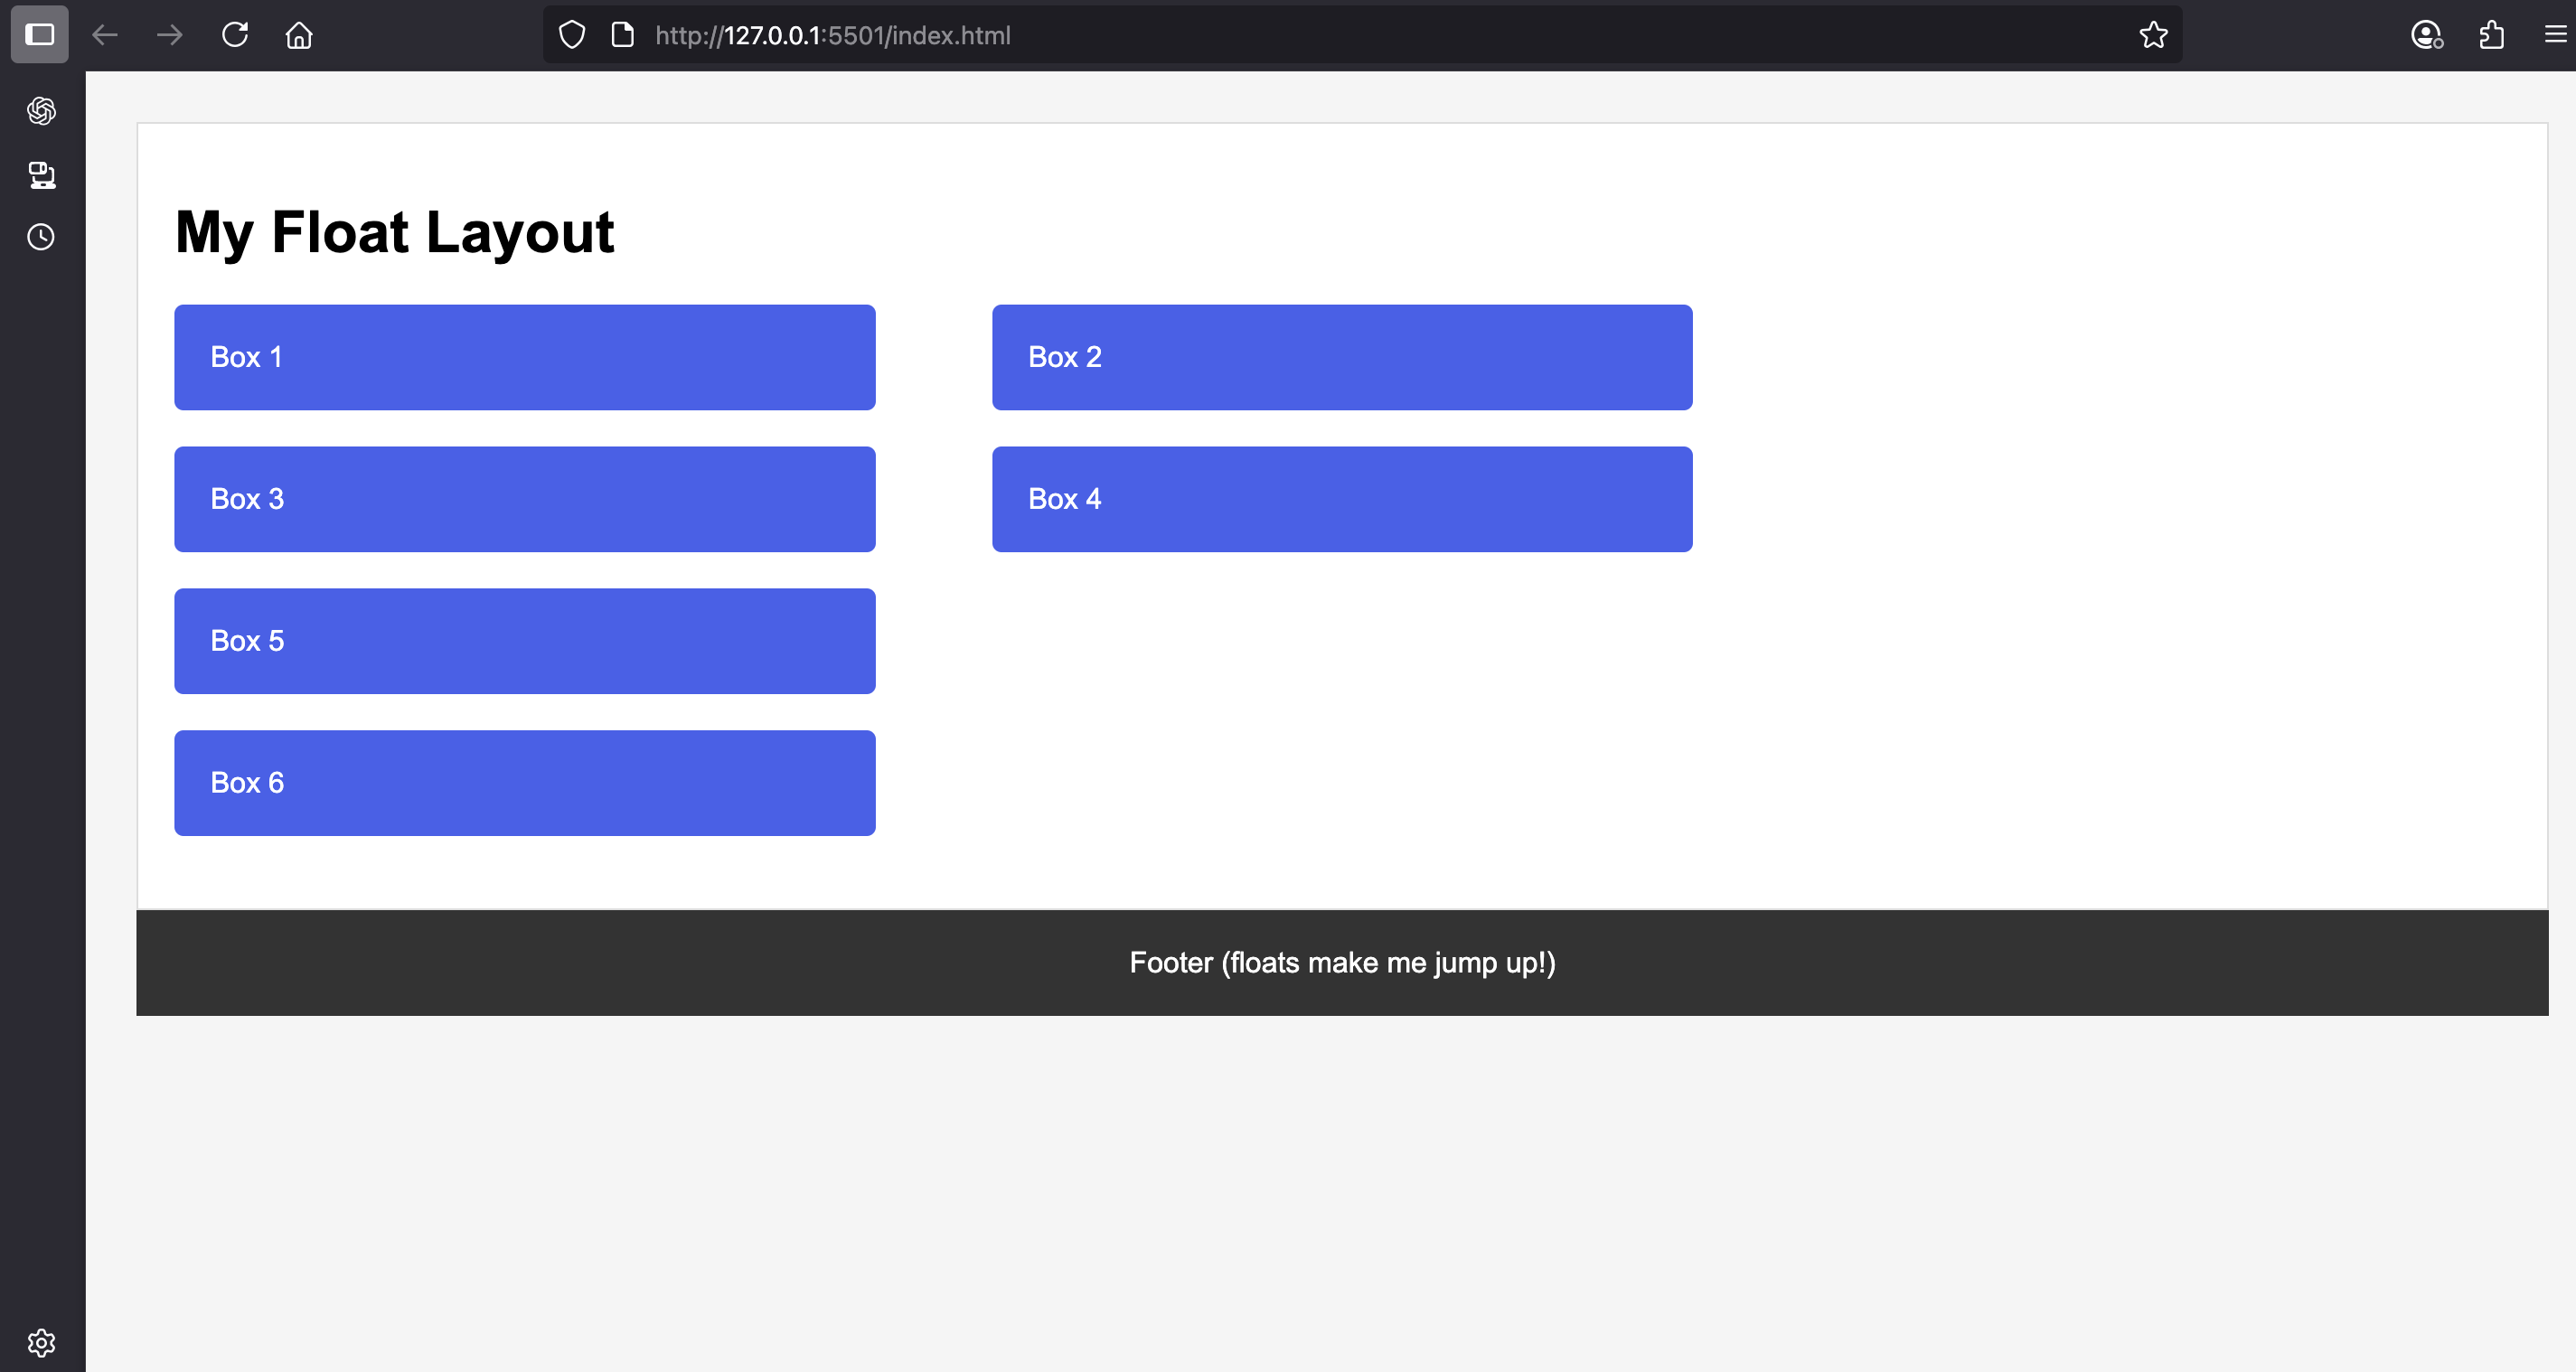 http://127.0.0.1:5501/index.html
My Float Layout
Box 1
Box 2
Box 3
Box 4
Box 5
Box 6
Footer (floats make me jump up!)